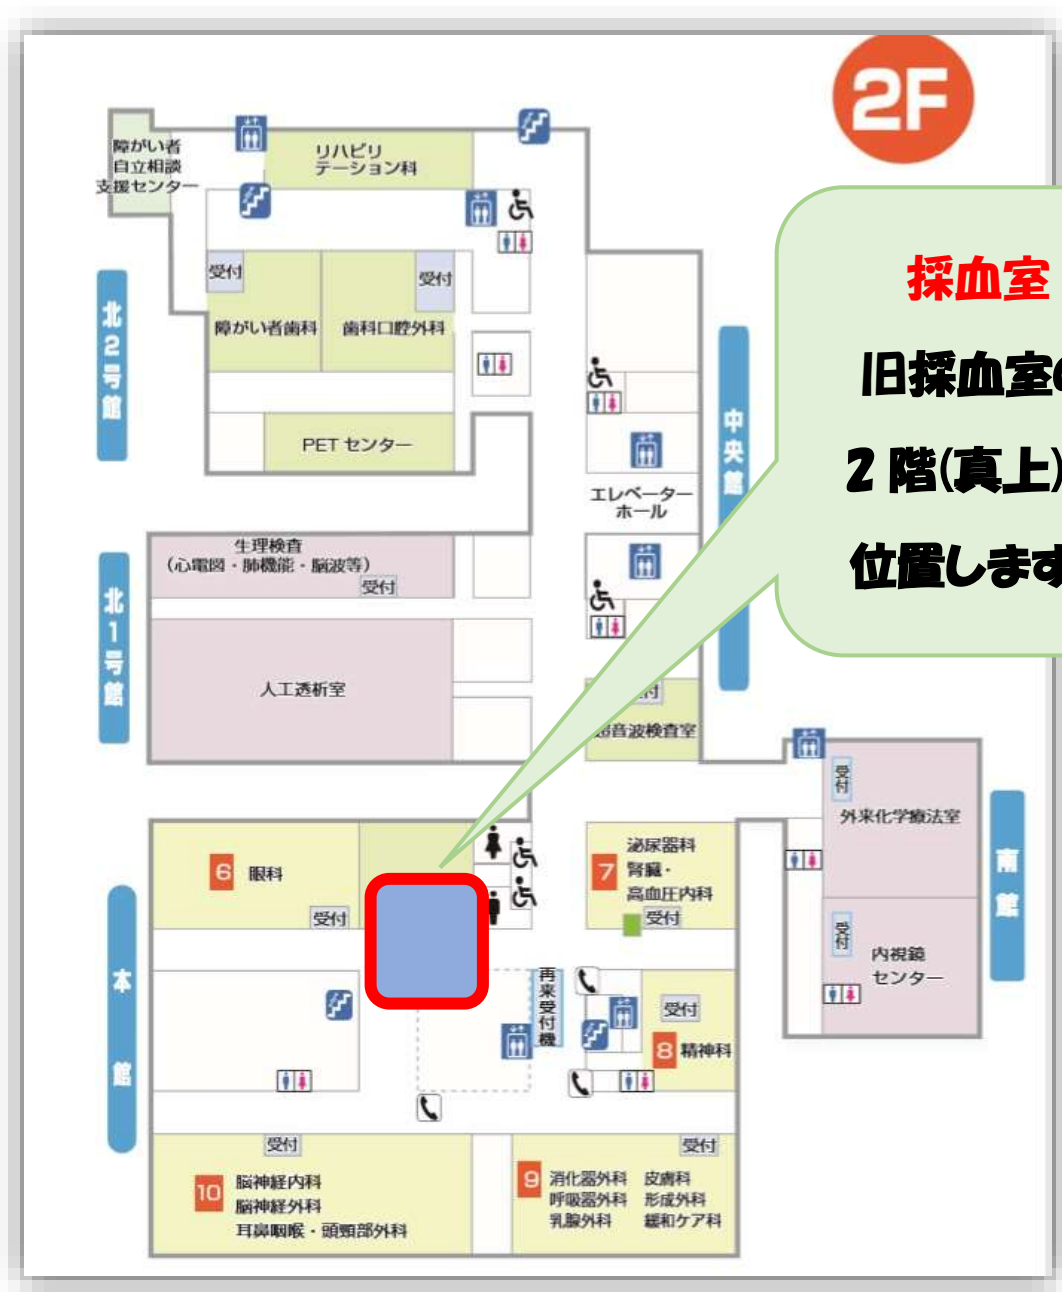 2F
障がい者
自立相談
支援センター
リハビリ
テーション科
受付
受付
障がい者歯科
歯科口腔外科
PET センター
北2号館
採血室
旧採血室
2 階(真上)
位置します
中央館
エレベーター
ホール
生理検査
(心電図・肺機能・脳波等)
受付
北1号館
人工透析室
受付
超音波検査室
受付
外来化学療法室
南館
受付
内視鏡
センター
6 眼科
受付
7
泌尿器科
腎臓・
高血圧内科
受付
本館
再来受付機
受付
8 精神科
受付
10
脳神経内科
脳神経外科
耳鼻咽喉・頭頸部外科
受付
9
消化器外科 皮膚科
呼吸器外科 形成外科
乳腺外科 緩和ケア科